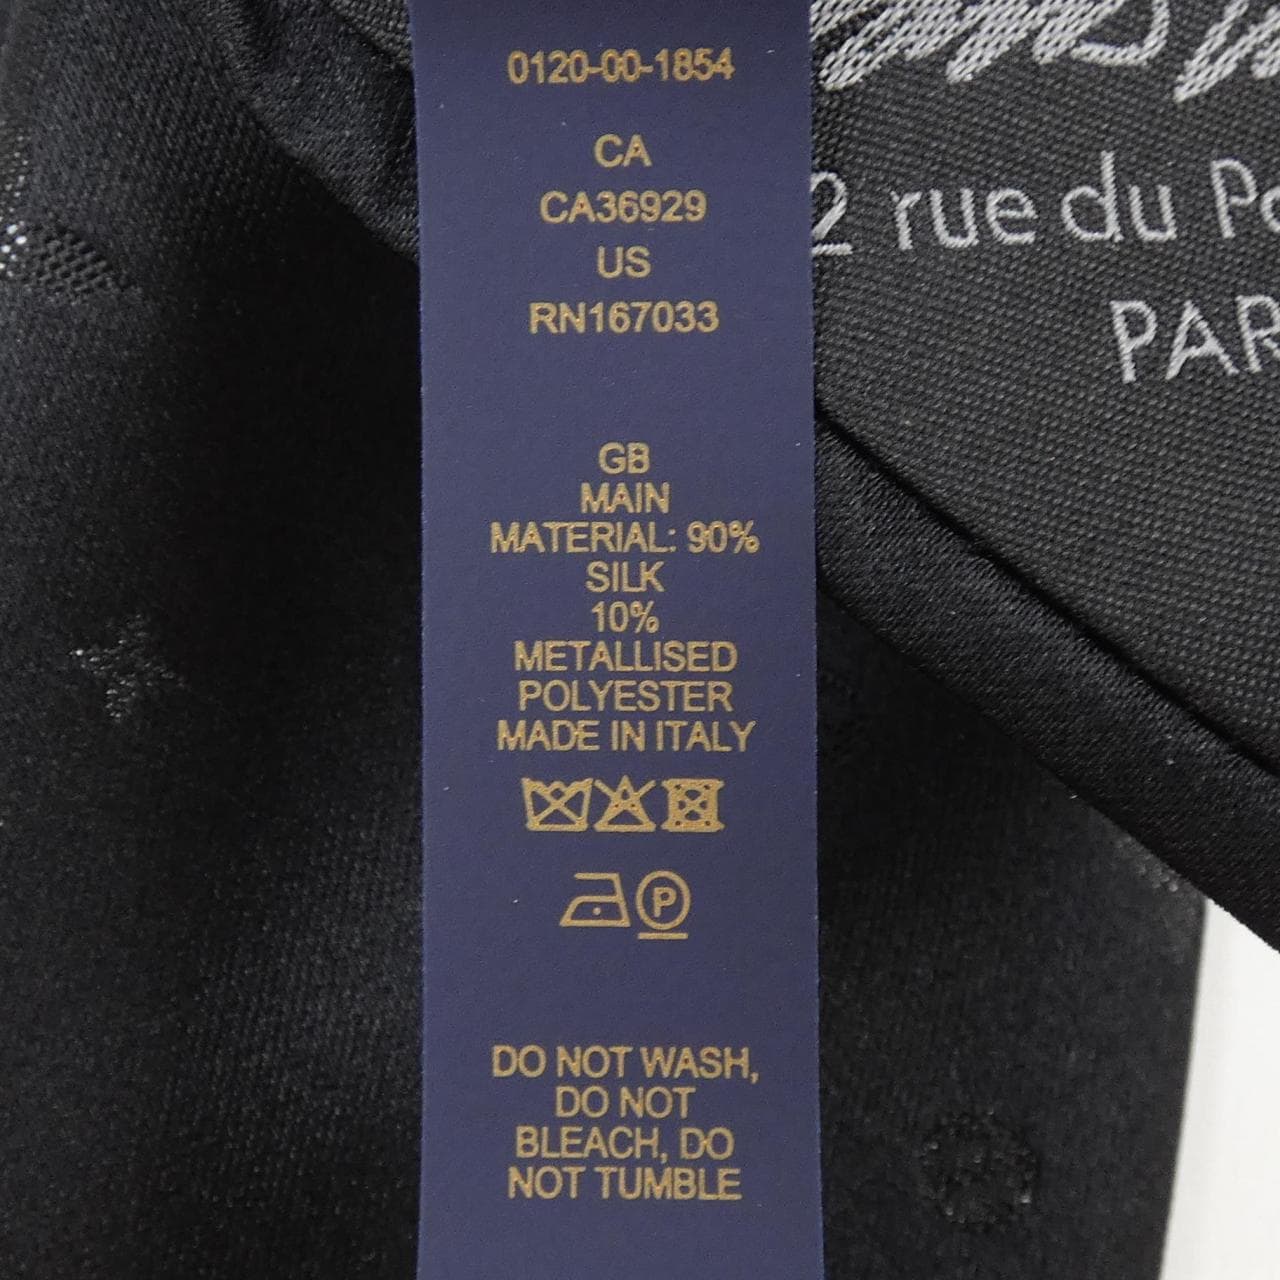 0120-00-1854
CA
CA36929
US
RN167033
GB
MAIN
MATERIAL: 90%
SILK
10%
METALLISED
POLYESTER
MADE IN ITALY
P
DO NOT WASH,
DO NOT
BLEACH, DO
NOT TUMBLE
2 rue du